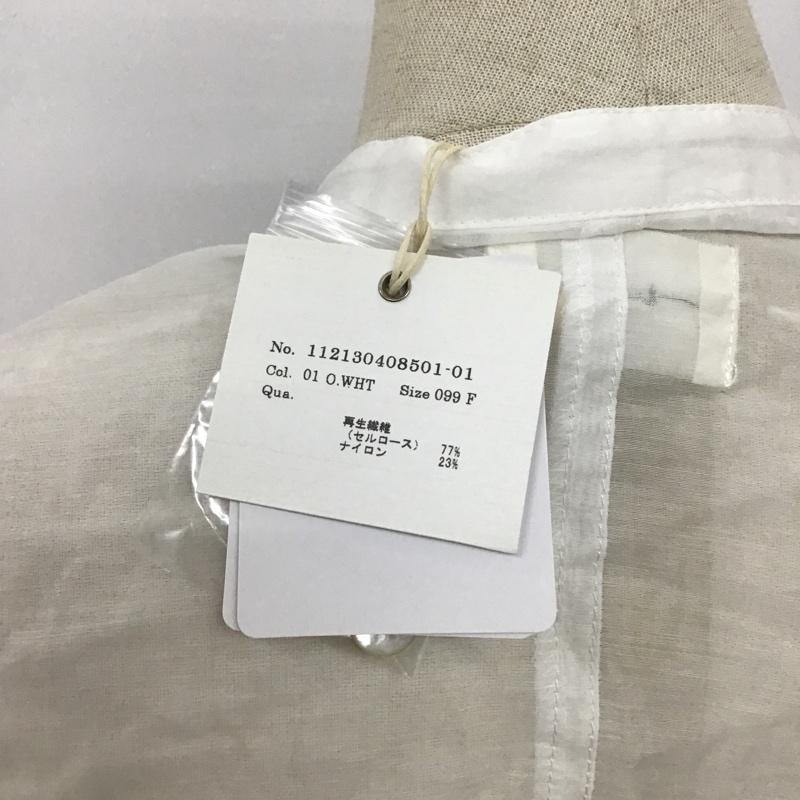 No. 112130408501-01
Col. 01 O.WHT Size 099 F
Qua.
再生繊維
(セルロース) 77%
ナイロン 23%